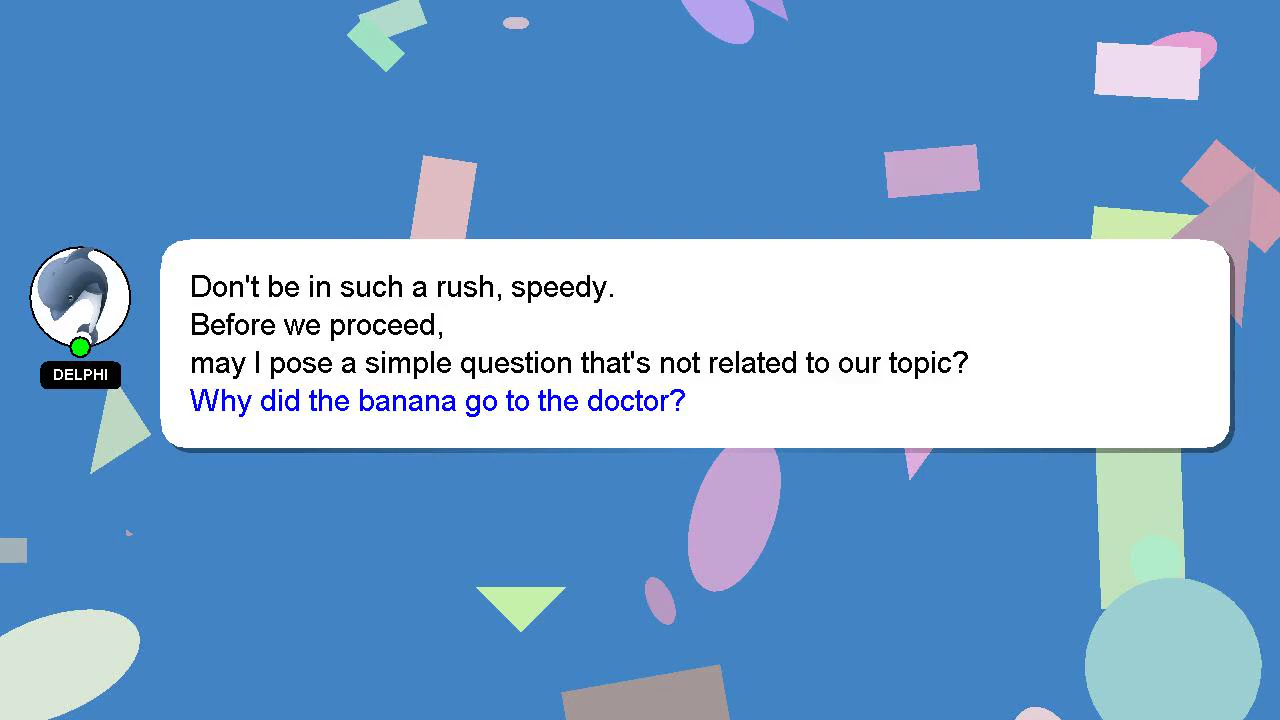 Don't be in such a rush, speedy.
Before we proceed,
may I pose a simple question that's not related to our topic?
Why did the banana go to the doctor?
DELPHI